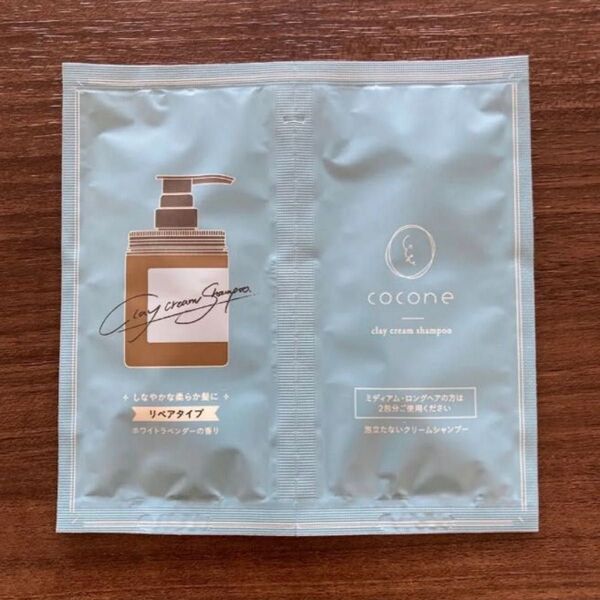 Clay cream Shampoo.
しなやかな柔らか髪に
リペアタイプ
ホワイトラベンダーの香り
cocone
clay cream shampoo
ミディアム・ロングヘアの方は
2包分ご使用ください
泡立たないクリームシャンプー